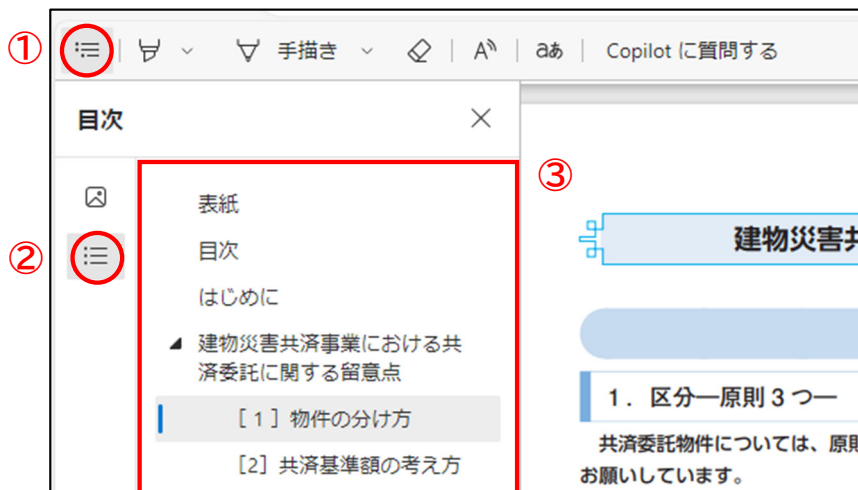 ①
手描き
A
aあ
Copilot に質問する
目次
②
③
表紙
目次
はじめに
建物災害共済事業における共
済委託に関する留意点
［１］物件の分け方
[2] 共済基準額の考え方
建物災害
１．区分―原則３つ―
共済委託物件については、原
お願いしています。